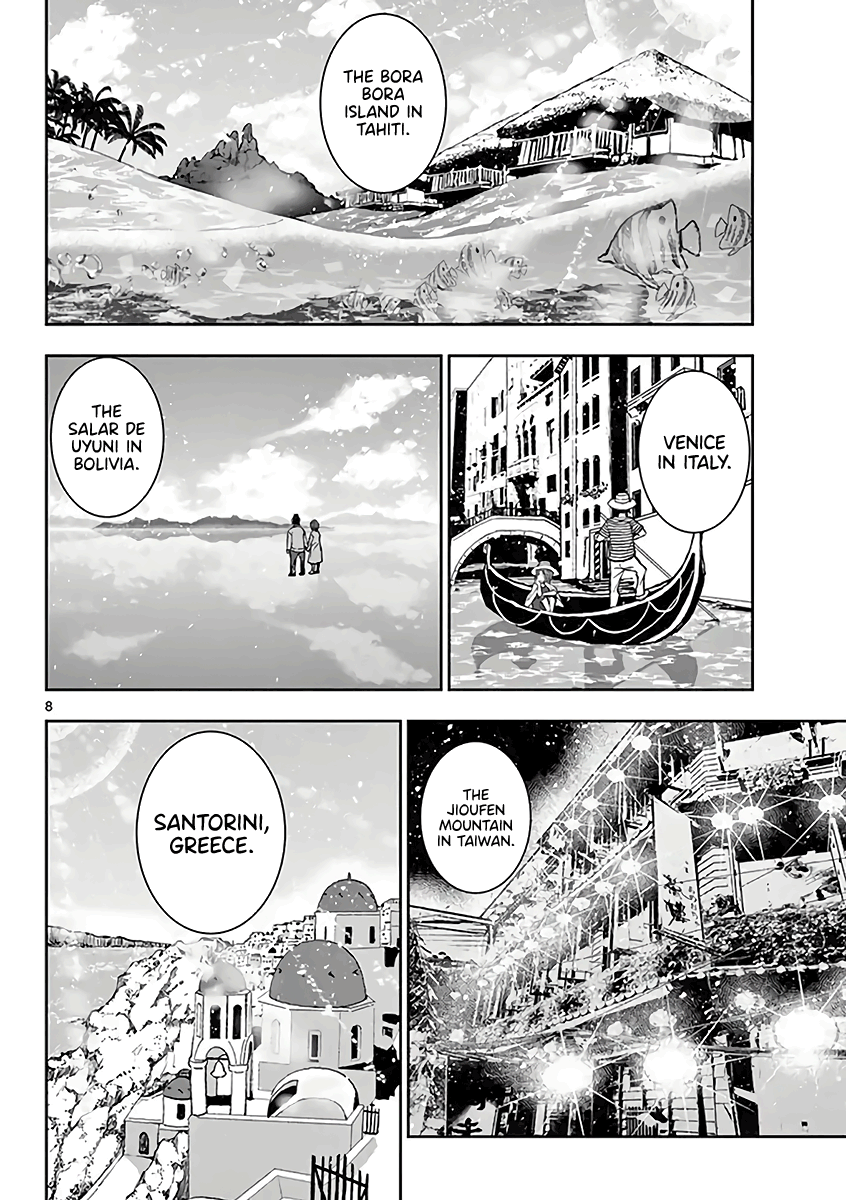 THE BORA
BORA
ISLAND IN
TAHITI.
VENICE
IN ITALY.
THE
SALAR DE
UYUNI IN
BOLIVIA.
8
THE
JIOUFEN
MOUNTAIN
IN TAIWAN.
SANTORINI,
GREECE.